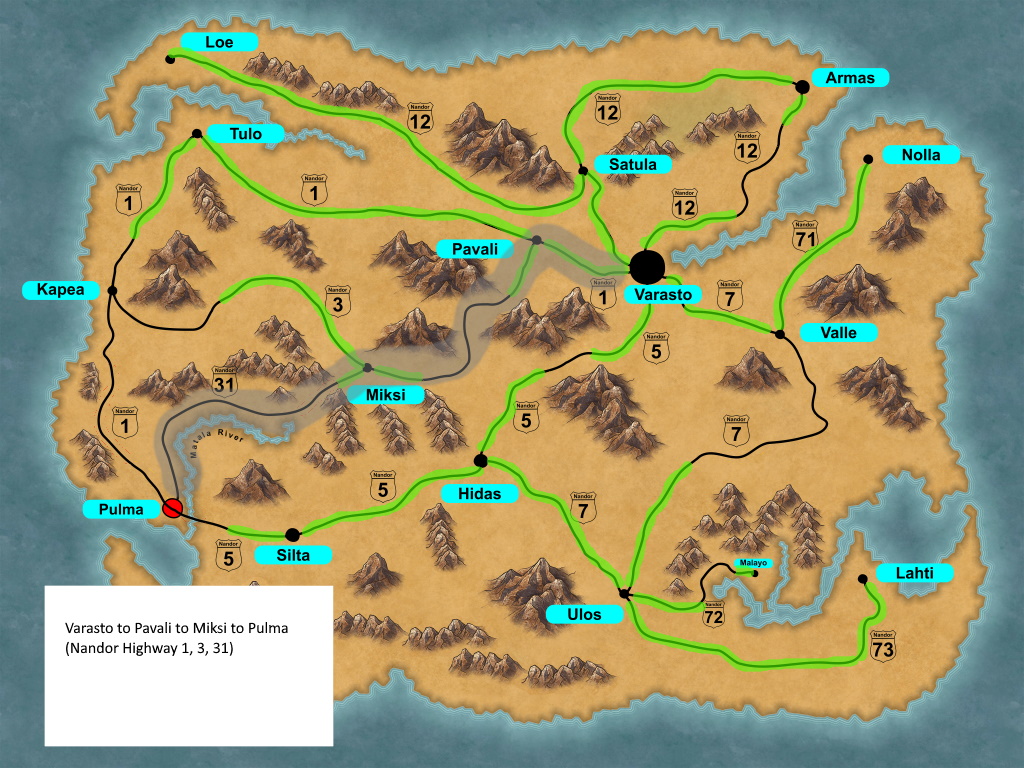 Loe
Armas
Nandor
12
Nandor
12
Tulo
Nandor
12
Nolla
Satula
Nandor
1
Nandor
1
Nandor
12
Nandor
71
Pavali
Kapea
Nandor
3
Nandor
1
Varasto
Nandor
7
Valle
Nandor
5
Nandor
31
Miksi
Nandor
1
Nandor
5
Nandor
7
Matala River
Nandor
5
Hidas
Pulma
Nandor
7
Nandor
5
Silta
Malayo
Lahti
Ulos
Nandor
72
Nandor
73
Varasto to Pavali to Miksi to Pulma
(Nandor Highway 1, 3, 31)